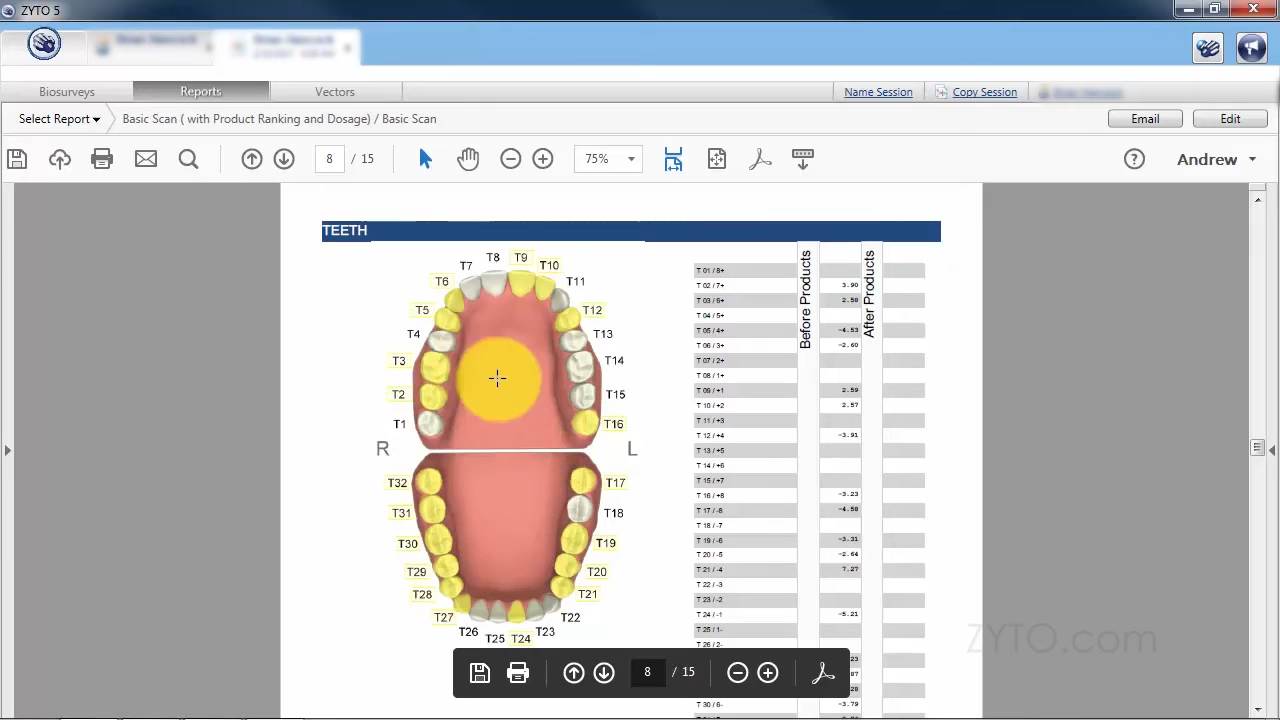 ZYTO 5
Biosurveys
Reports
Vectors
Name Session
Copy Session
Select Report
Basic Scan ( with Product Ranking and Dosage) / Basic Scan
Email
Edit
8 / 15
75%
Andrew
TEETH
T8
T7 T9
T6 T10
T11
T5 T12
T4 T13
T3 T14
T2 T15
T1 T16
R L
T32 T17
T31 T18
T30 T19
T29 T20
T28 T21
T27 T22
T26 T23
T25 T24
Before Products
After Products
T 01 / 8+
T 02 / 7+ 3.90
T 03 / 6+ 2.58
T 04 / 5+
T 05 / 4+ -4.53
T 06 / 3+ -2.60
T 07 / 2+
T 08 / 1+
T 09 / +1 2.59
T 10 / +2 2.57
T 11 / +3
T 12 / +4 -3.91
T 13 / +5
T 14 / +6
T 15 / +7
T 16 / +8 -3.23
T 17 / -8 -4.58
T 18 / -7
T 19 / -6 -3.31
T 20 / -5 -2.64
T 21 / -4 7.27
T 22 / -3
T 23 / -2
T 24 / -1 -5.21
T 25 / 1-
T 26 / 2-
T 30 / 6- -3.79
ZYTO.com
8 / 15